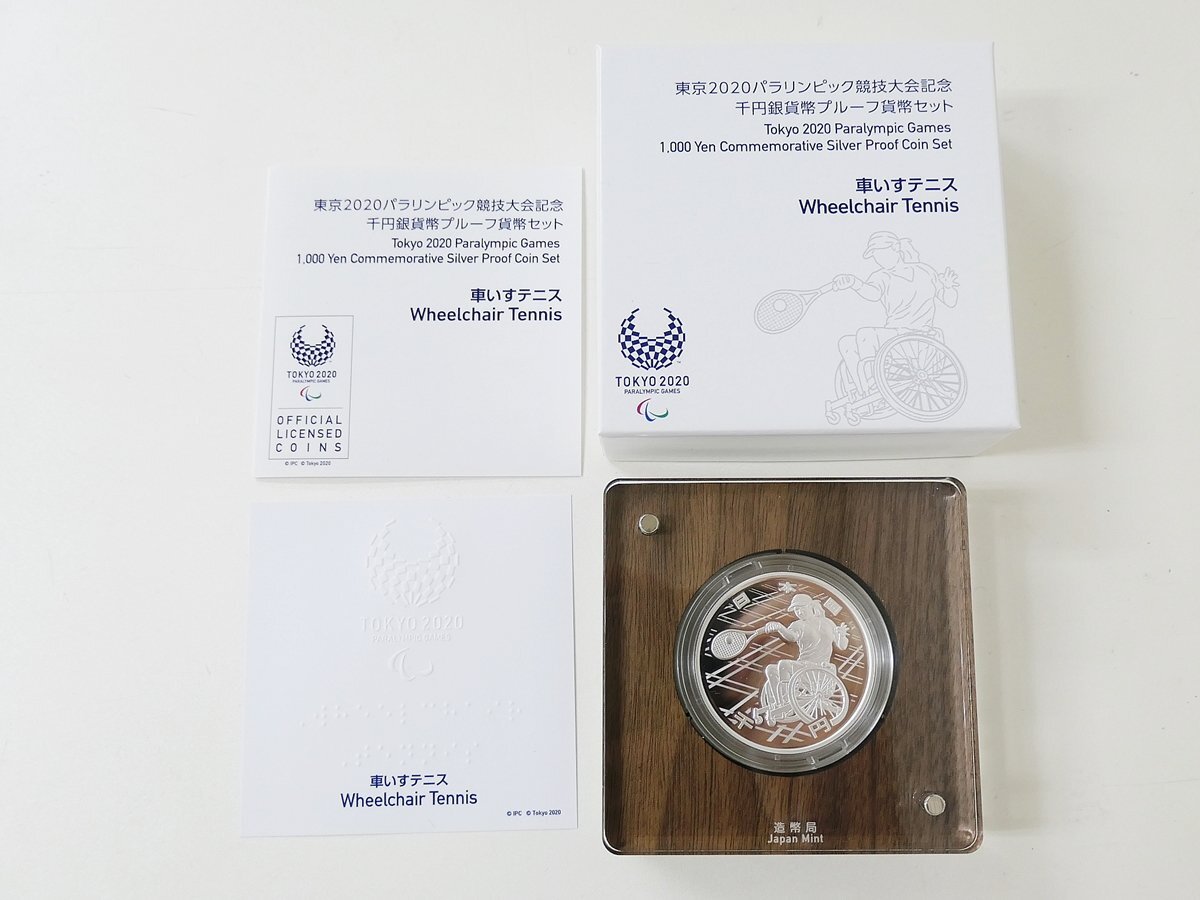 東京2020パラリンピック競技大会記念
千円銀貨幣プルーフ貨幣セット
Tokyo 2020 Paralympic Games
1,000 Yen Commemorative Silver Proof Coin Set
車いすテニス
Wheelchair Tennis
TOKYO 2020
PARALYMPIC GAMES
東京2020パラリンピック競技大会記念
千円銀貨幣プルーフ貨幣セット
Tokyo 2020 Paralympic Games
1,000 Yen Commemorative Silver Proof Coin Set
車いすテニス
Wheelchair Tennis
TOKYO 2020
PARALYMPIC GAMES
OFFICIAL
LICENSED
COINS
© IPC © Tokyo 2020
TOKYO 2020
PARALYMPIC GAMES
車いすテニス
Wheelchair Tennis
© IPC © Tokyo 2020
日本国
千円
造幣局
Japan Mint